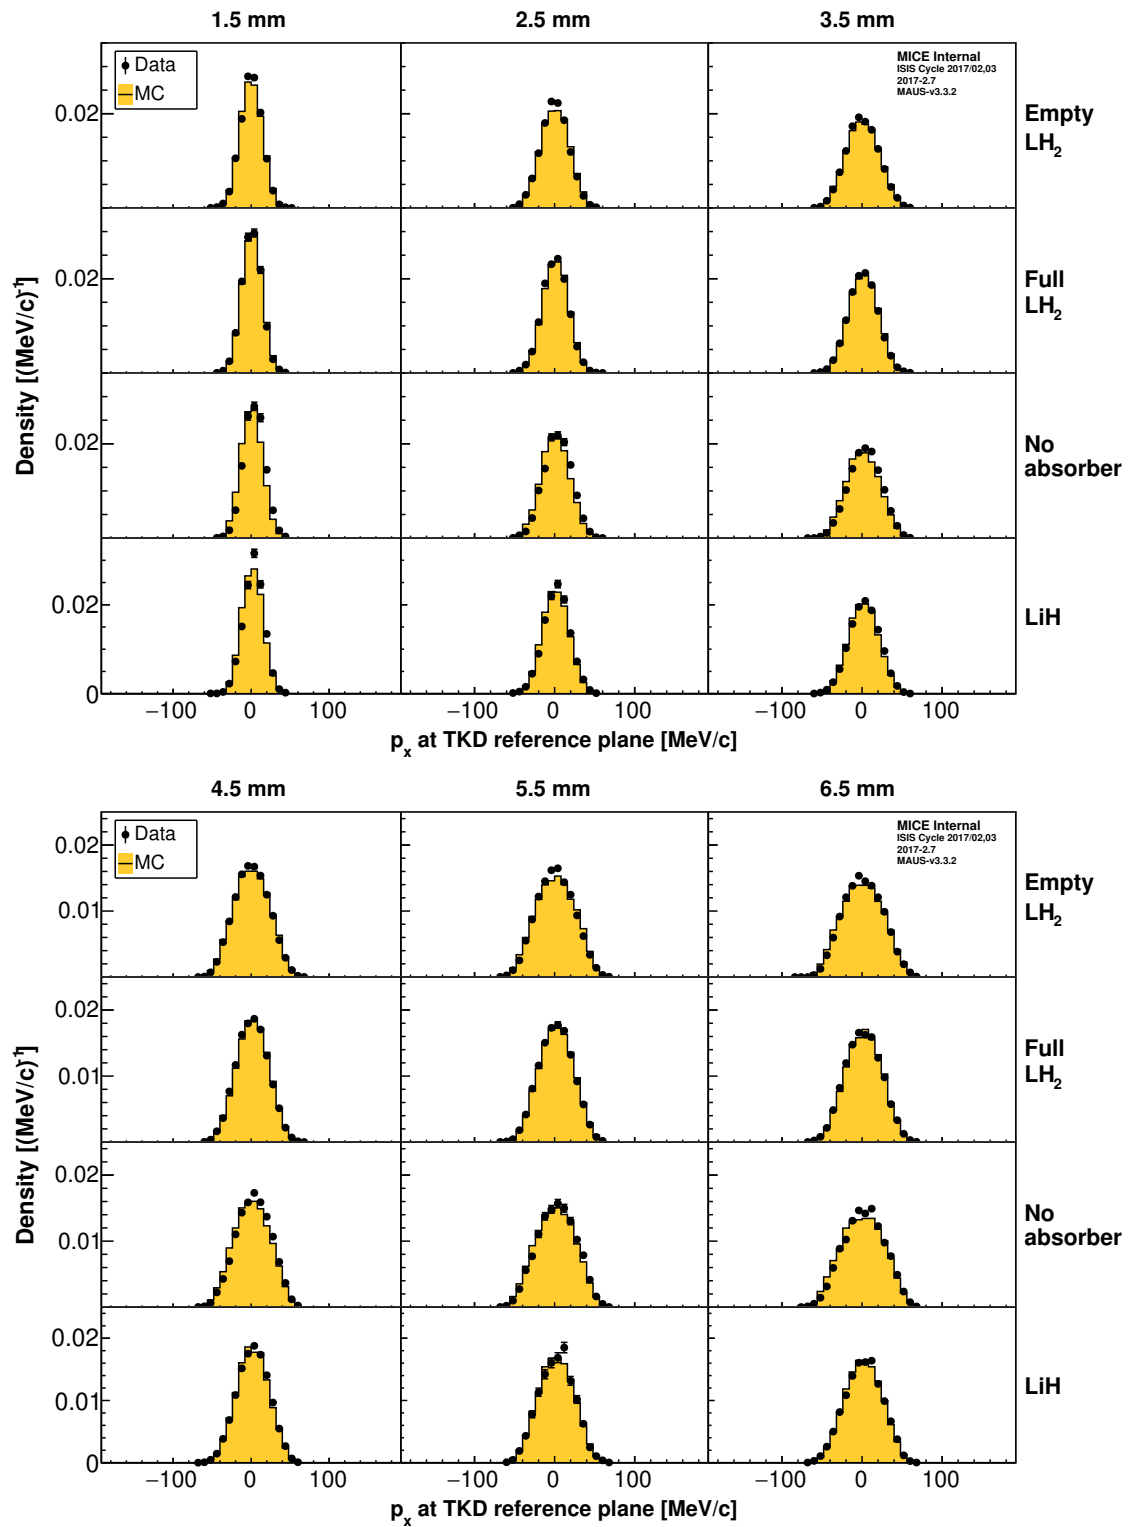 1.5 mm 2.5 mm 3.5 mm
Data
MC
MICE Internal
ISIS Cycle 2017/02,03
2017-2.7
MAUS-v3.3.2
0.02
Empty
LH2
0.02
Full
LH2
0.02
No
absorber
0.02
LiH
0
Density [(MeV/c)-1]
−100 0 100 −100 0 100 −100 0 100
px at TKD reference plane [MeV/c]
4.5 mm 5.5 mm 6.5 mm
Data
MC
MICE Internal
ISIS Cycle 2017/02,03
2017-2.7
MAUS-v3.3.2
0.02
0.01
Empty
LH2
0.02
0.01
Full
LH2
0.02
0.01
No
absorber
0.02
0.01
LiH
0
Density [(MeV/c)-1]
−100 0 100 −100 0 100 −100 0 100
px at TKD reference plane [MeV/c]